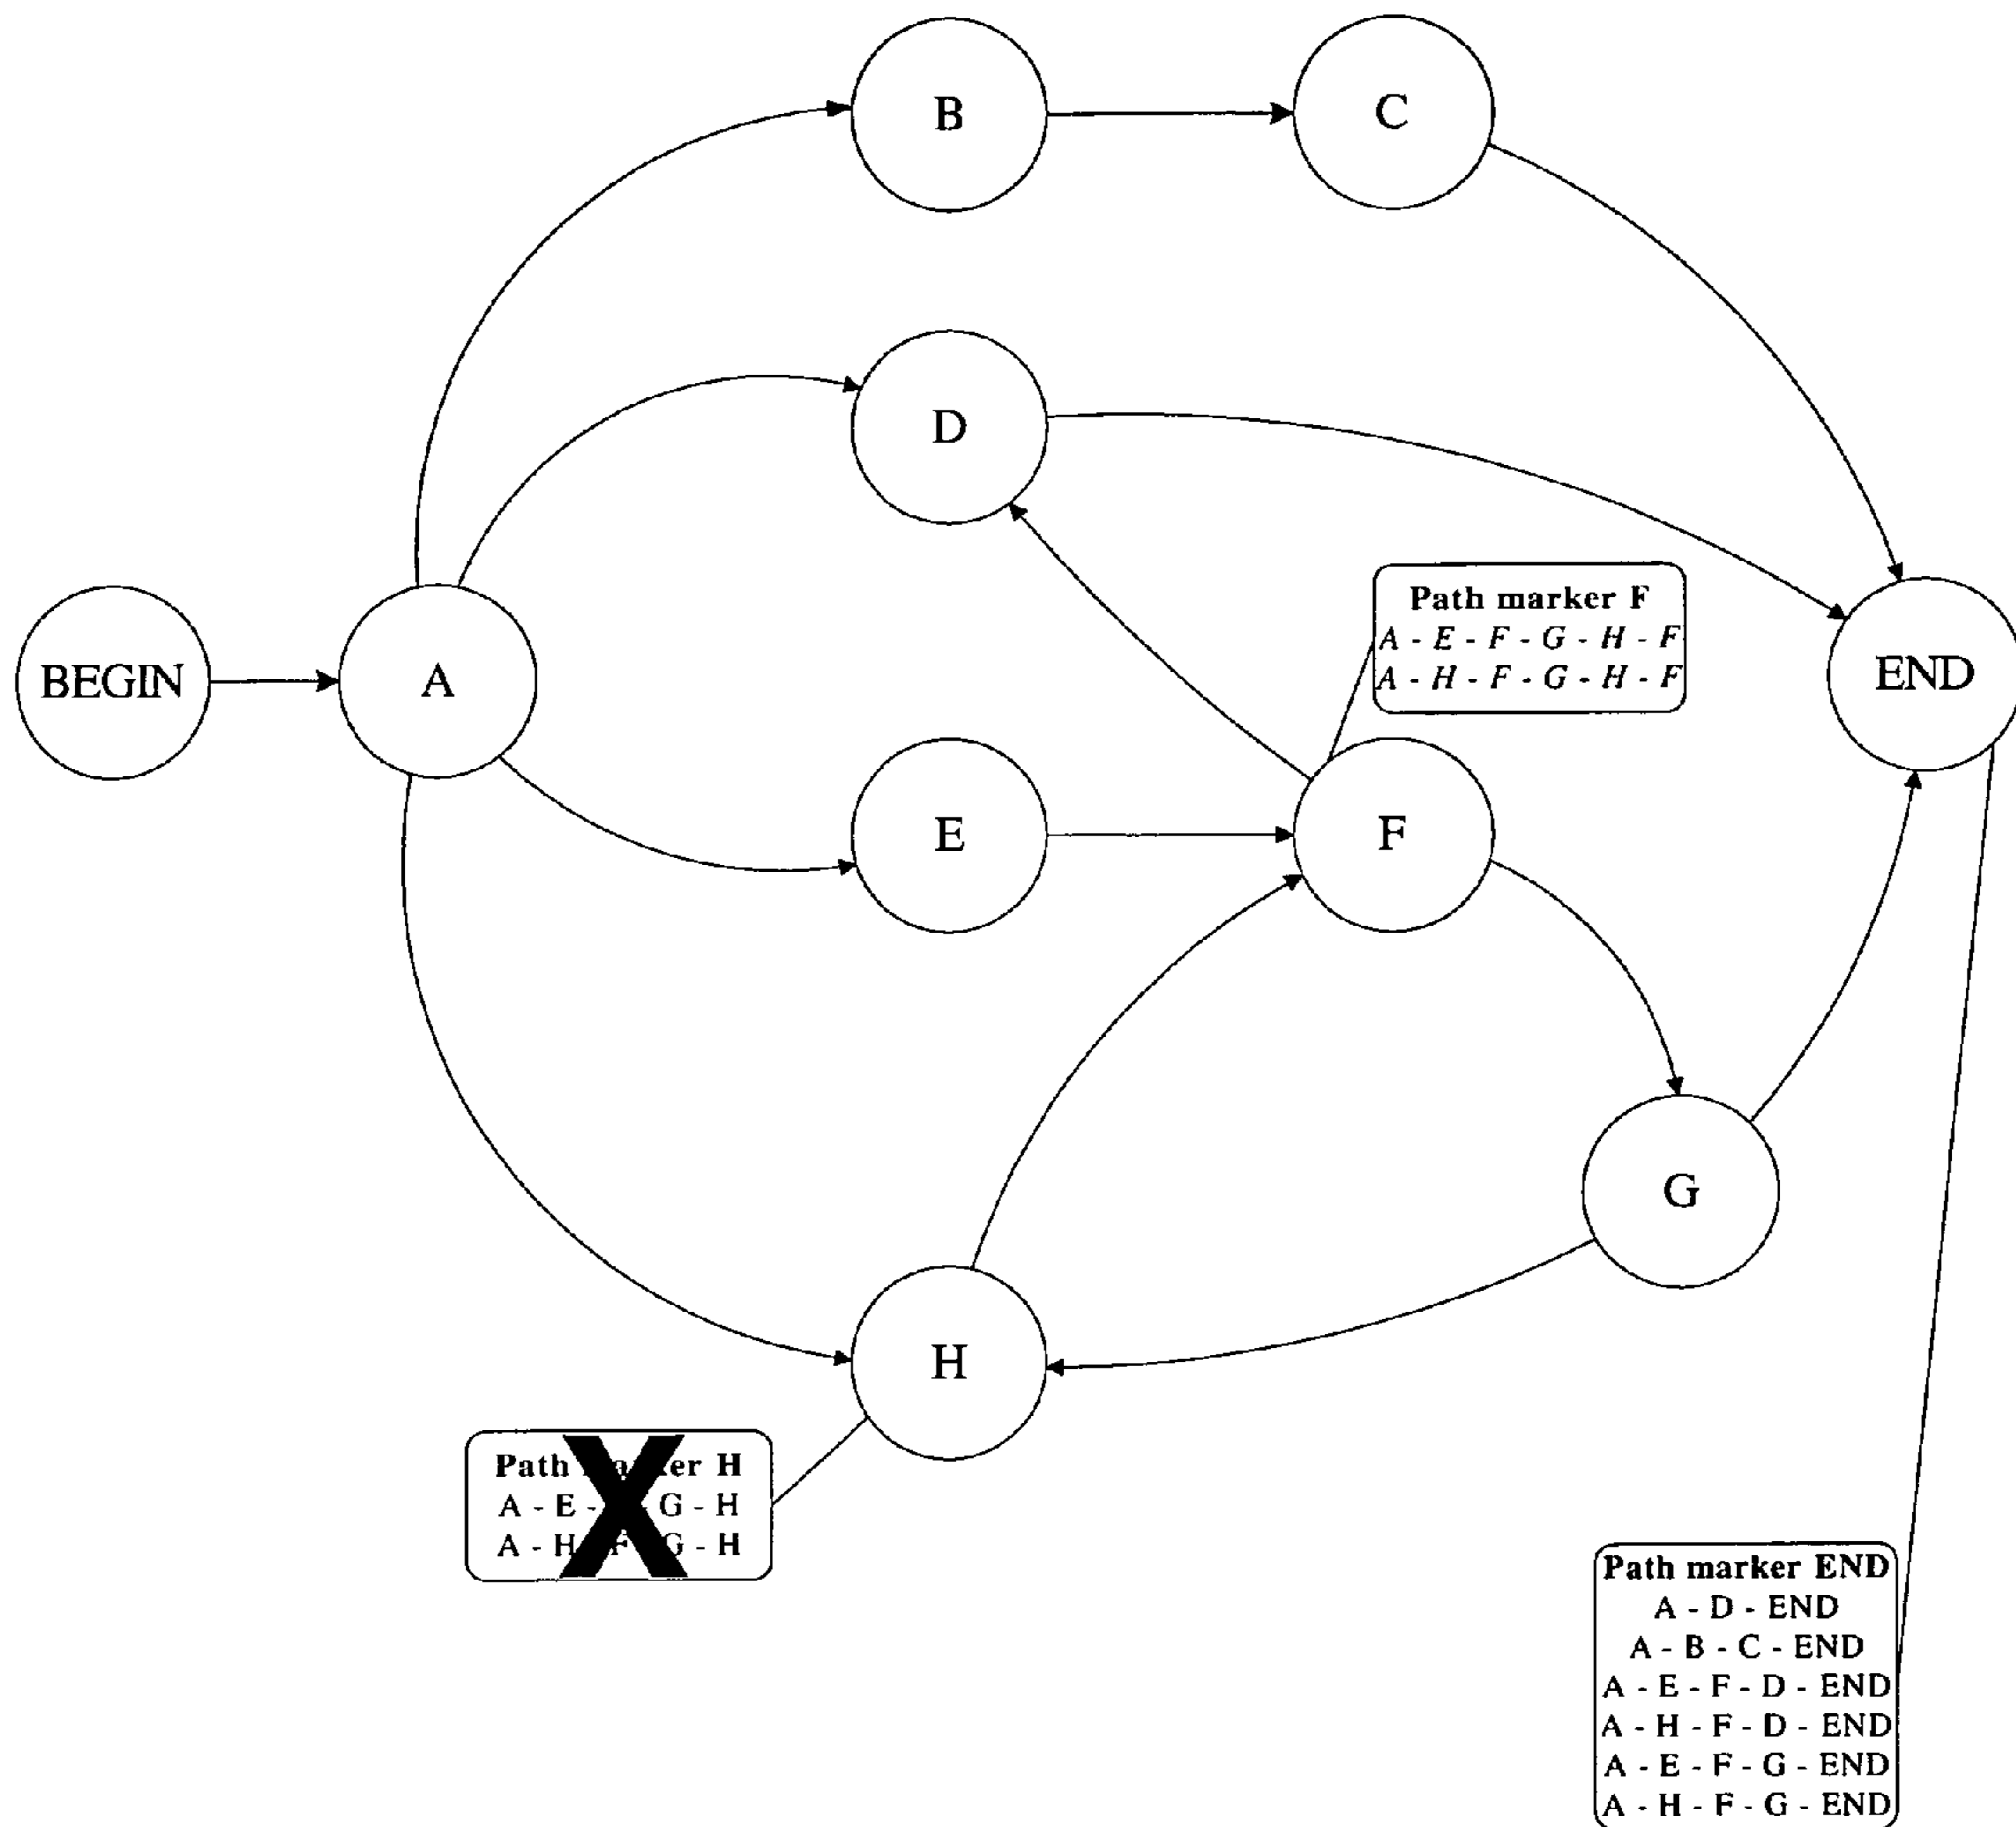 B
C
D
Path marker F
A - E - F - G - H - F
A - H - F - G - H - F
BEGIN
A
END
E
F
G
H
Path er H
A - E - G - H
A - H F G - H
Path marker END
A - D - END
A - B - C - END
A - E - F - D - END
A - H - F - D - END
A - E - F - G - END
A - H - F - G - END